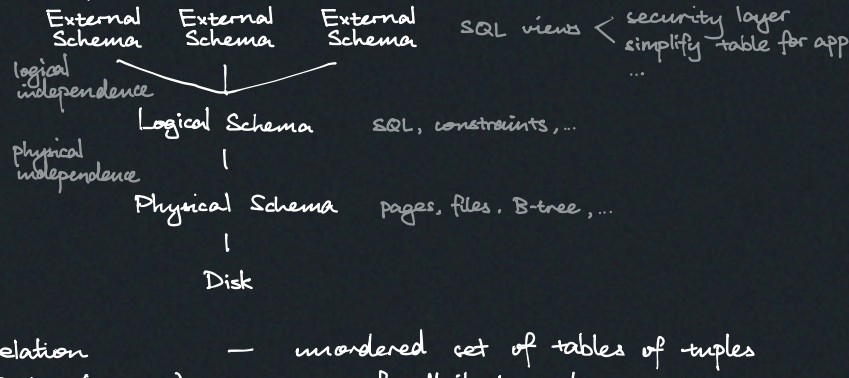 External External External
Schema Schema Schema
SQL views < security layer
simplify table for app
...
logical
independence
Logical Schema SQL, constraints, ...
physical
independence
Physical Schema pages, files. B-tree, ...
Disk
elation — unordered set of tables of tuples